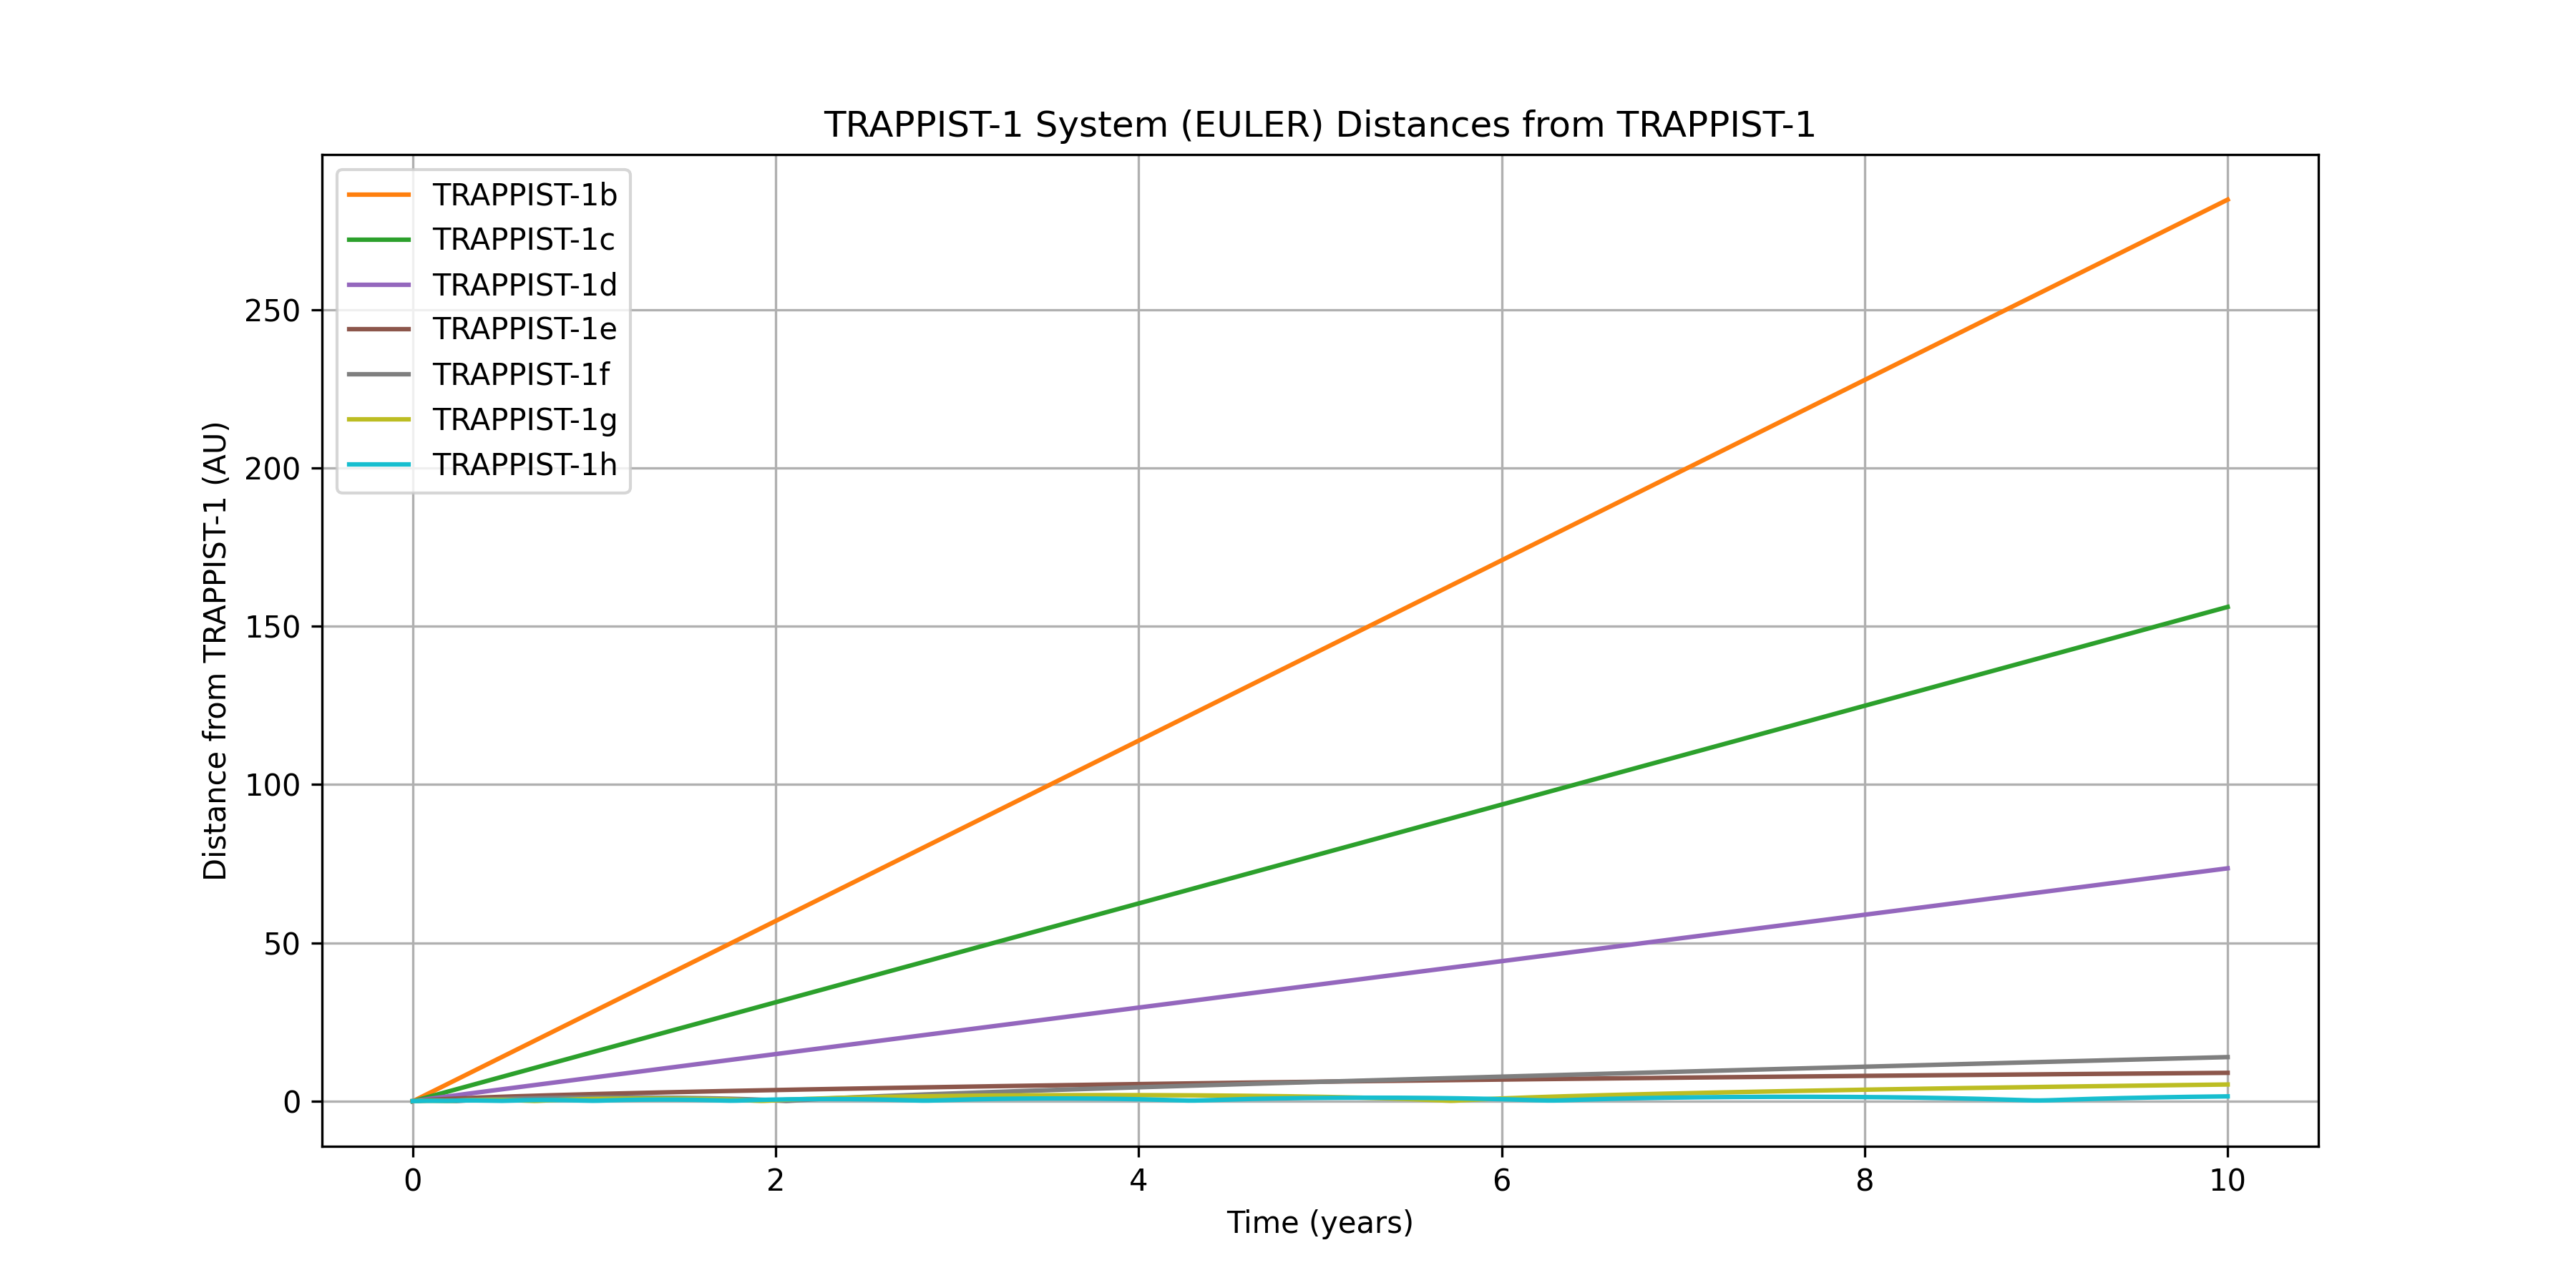 TRAPPIST-1 System (EULER) Distances from TRAPPIST-1
TRAPPIST-1b
TRAPPIST-1c
TRAPPIST-1d
TRAPPIST-1e
TRAPPIST-1f
TRAPPIST-1g
TRAPPIST-1h
Distance from TRAPPIST-1 (AU)
250
200
150
100
50
0
0 2 4 6 8 10
Time (years)